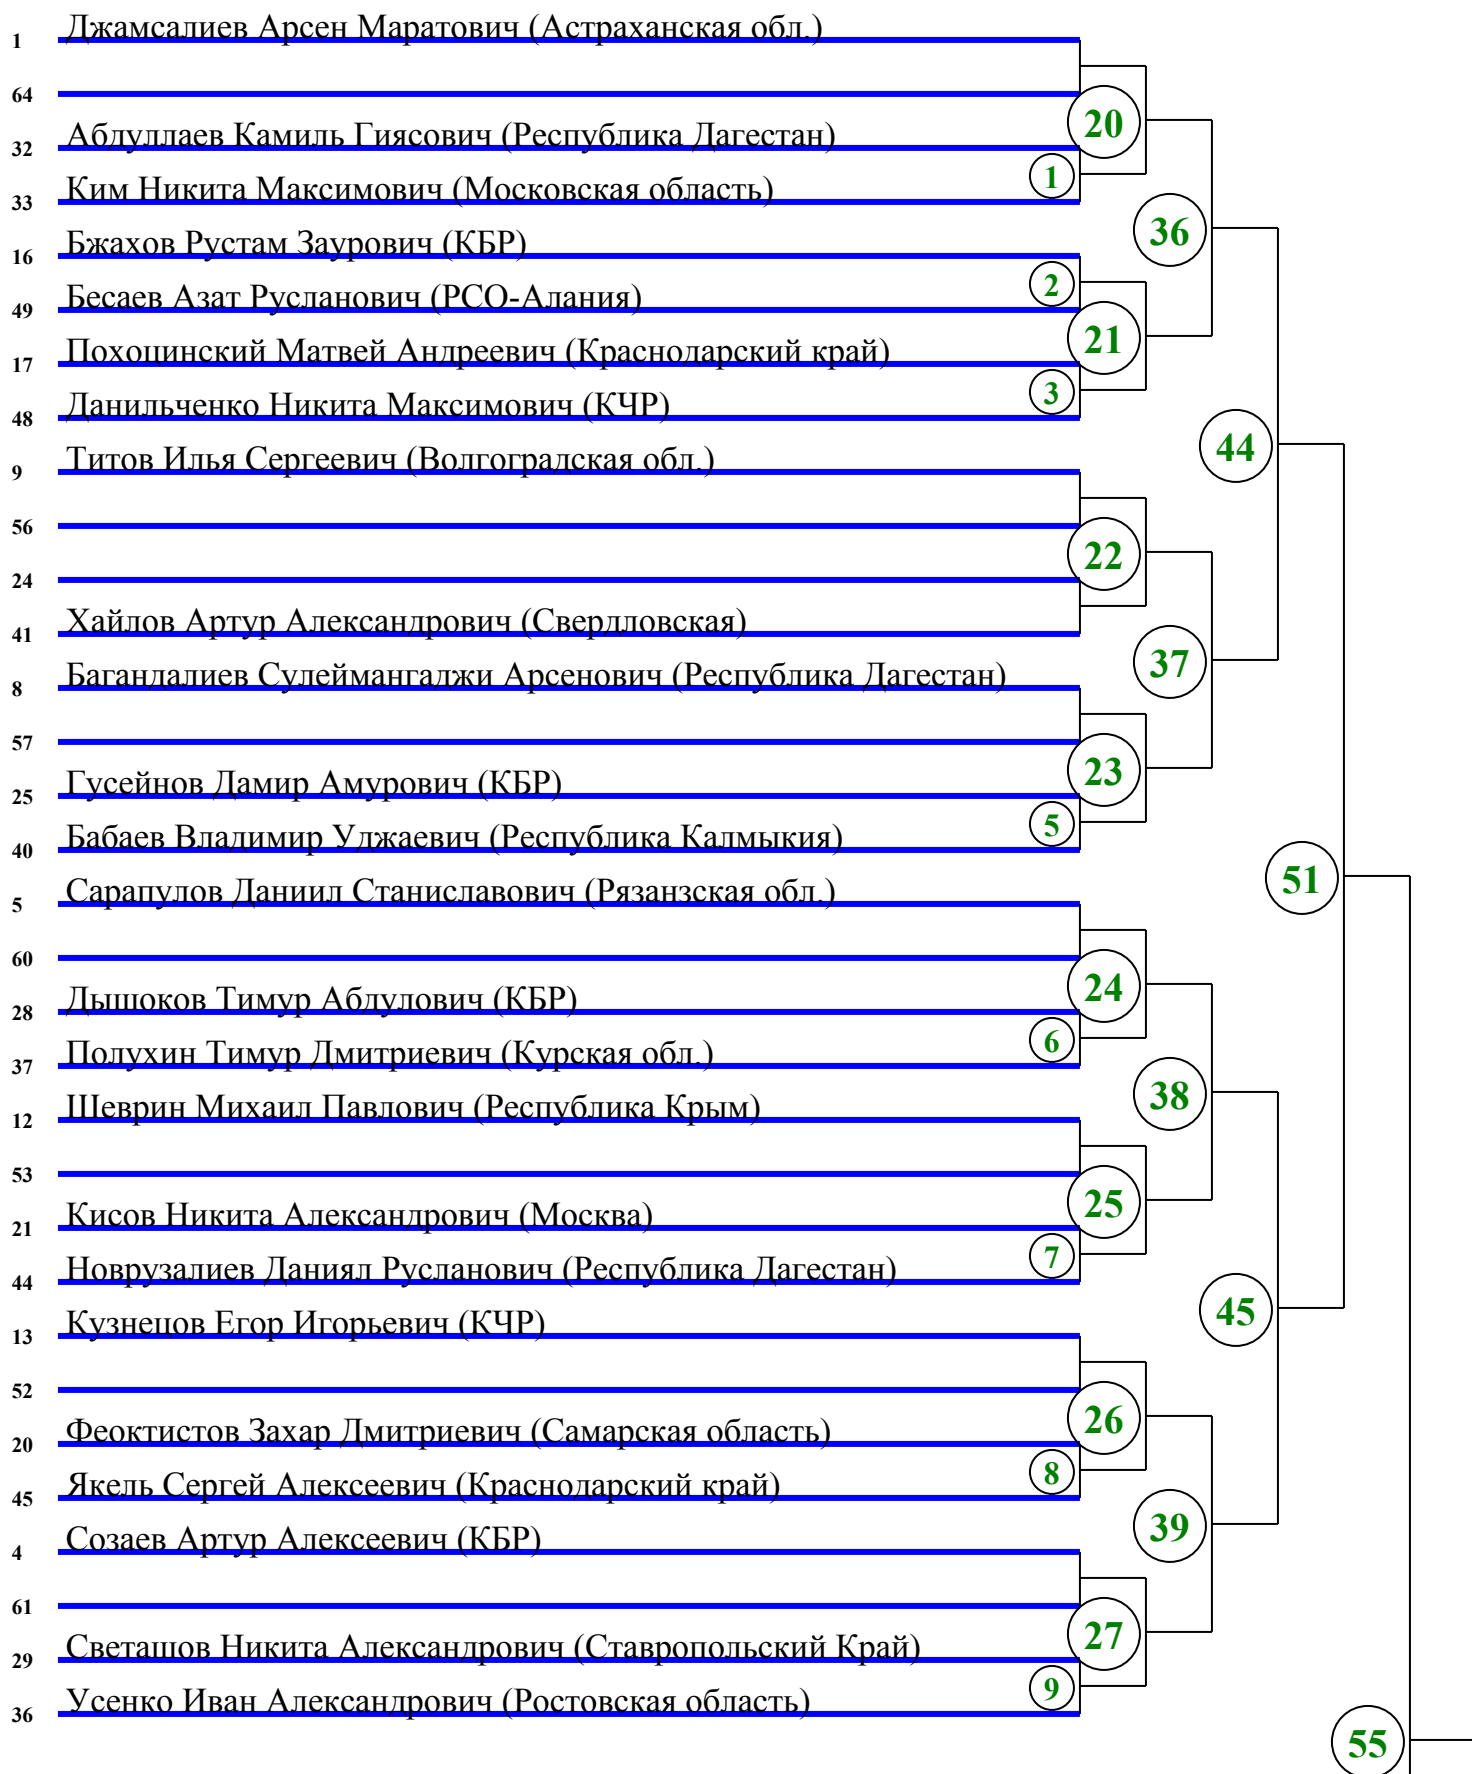 1 Джамсалиев Арсен Маратович (Астраханская обл.)
64
20
32 Абдуллаев Камиль Гиясович (Республика Дагестан)
1
33 Ким Никита Максимович (Московская область)
36
16 Бжахов Рустам Заурович (КБР)
2
49 Бесаев Азат Русланович (РСО-Алания)
21
17 Похоцинский Матвей Андреевич (Краснодарский край)
3
48 Данильченко Никита Максимович (КЧР)
44
9 Титов Илья Сергеевич (Волгоградская обл.)
56
22
24
41 Хайлов Артур Александрович (Свердловская)
37
8 Багандалиев Сулеймангаджи Арсенович (Республика Дагестан)
57
23
25 Гусейнов Дамир Амурович (КБР)
5
40 Бабаев Владимир Уджаевич (Республика Калмыкия)
51
5 Сарапулов Даниил Станиславович (Рязанзская обл.)
60
24
28 Дышоков Тимур Абдулович (КБР)
6
37 Полухин Тимур Дмитриевич (Курская обл.)
38
12 Шеврин Михаил Павлович (Республика Крым)
53
25
21 Кисов Никита Александрович (Москва)
7
44 Новрузалиев Даниял Русланович (Республика Дагестан)
45
13 Кузнецов Егор Игорьевич (КЧР)
52
26
20 Феоктистов Захар Дмитриевич (Самарская область)
8
45 Якель Сергей Алексеевич (Краснодарский край)
39
4 Созаев Артур Алексеевич (КБР)
61
27
29 Светашов Никита Александрович (Ставропольский Край)
9
36 Усенко Иван Александрович (Ростовская область)
55